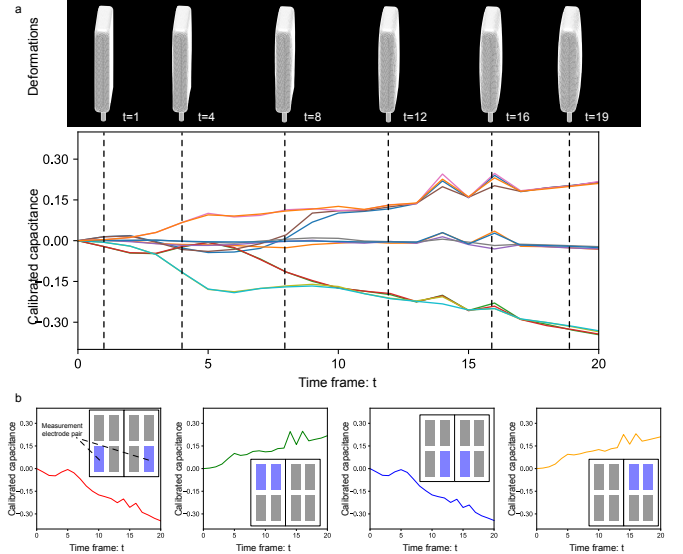 a
Deformations
t=1 t=4 t=8 t=12 t=16 t=19
Calibrated capacitance
0.30
0.15
0.00
−0.15
−0.30
0 5 10 15 20
Time frame: t
b
Calibrated capacitance
0.30
0.15
0.00
−0.15
−0.30
Measurement
electrode pair
0 5 10 15 20
Time frame: t
Calibrated capacitance
0.30
0.15
0.00
−0.15
−0.30
0 5 10 15 20
Time frame: t
Calibrated capacitance
0.30
0.15
0.00
−0.15
−0.30
0 5 10 15 20
Time frame: t
Calibrated capacitance
0.30
0.15
0.00
−0.15
−0.30
0 5 10 15 20
Time frame: t